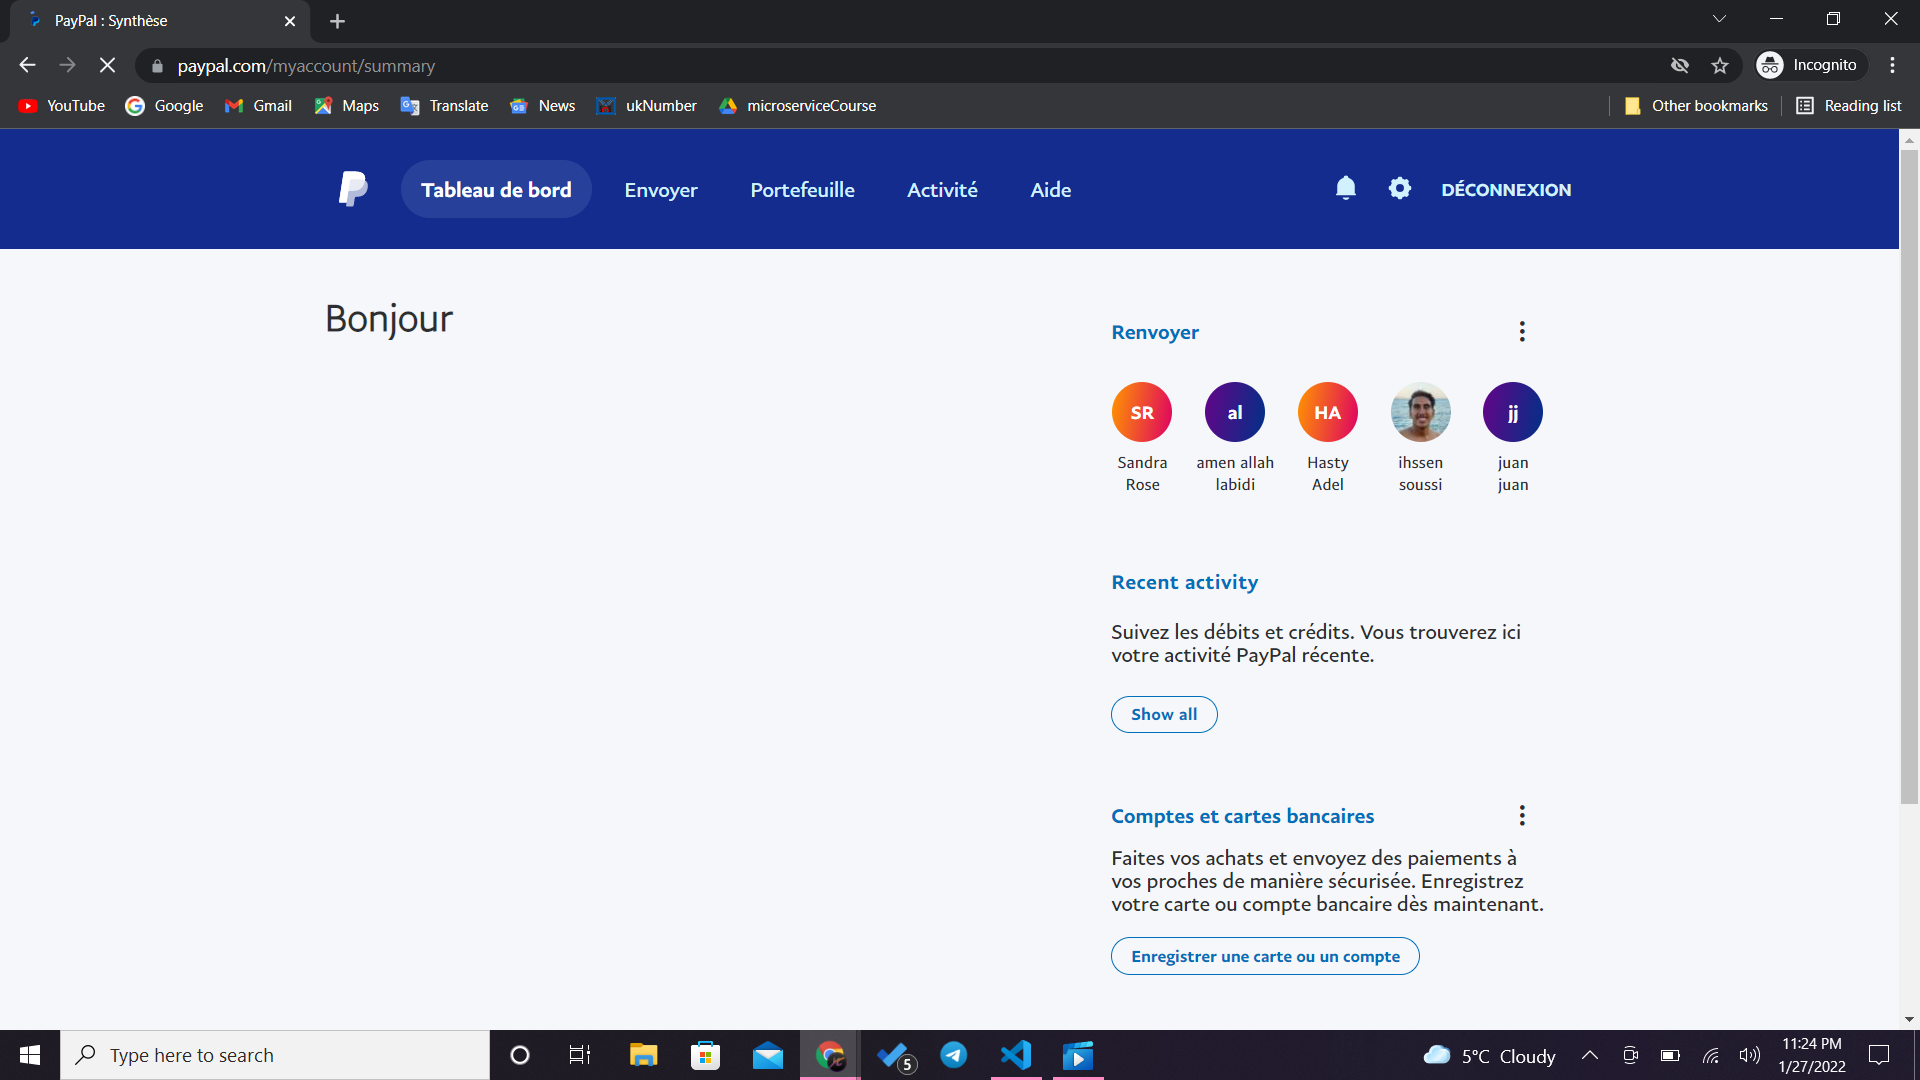 PayPal : Synthèse
paypal.com/myaccount/summary
Incognito
YouTube Google Gmail Maps Translate News ukNumber microserviceCourse Other bookmarks Reading list
Tableau de bord Envoyer Portefeuille Activité Aide DÉCONNEXION
Bonjour
Renvoyer
SR al HA jj
Sandra Rose
amen allah labidi
Hasty Adel
ihssen soussi
juan juan
Recent activity
Suivez les débits et crédits. Vous trouverez ici
votre activité PayPal récente.
Show all
Comptes et cartes bancaires
Faites vos achats et envoyez des paiements à
vos proches de manière sécurisée. Enregistrez
votre carte ou compte bancaire dès maintenant.
Enregistrer une carte ou un compte
Type here to search
5
5°C Cloudy
11:24 PM
1/27/2022